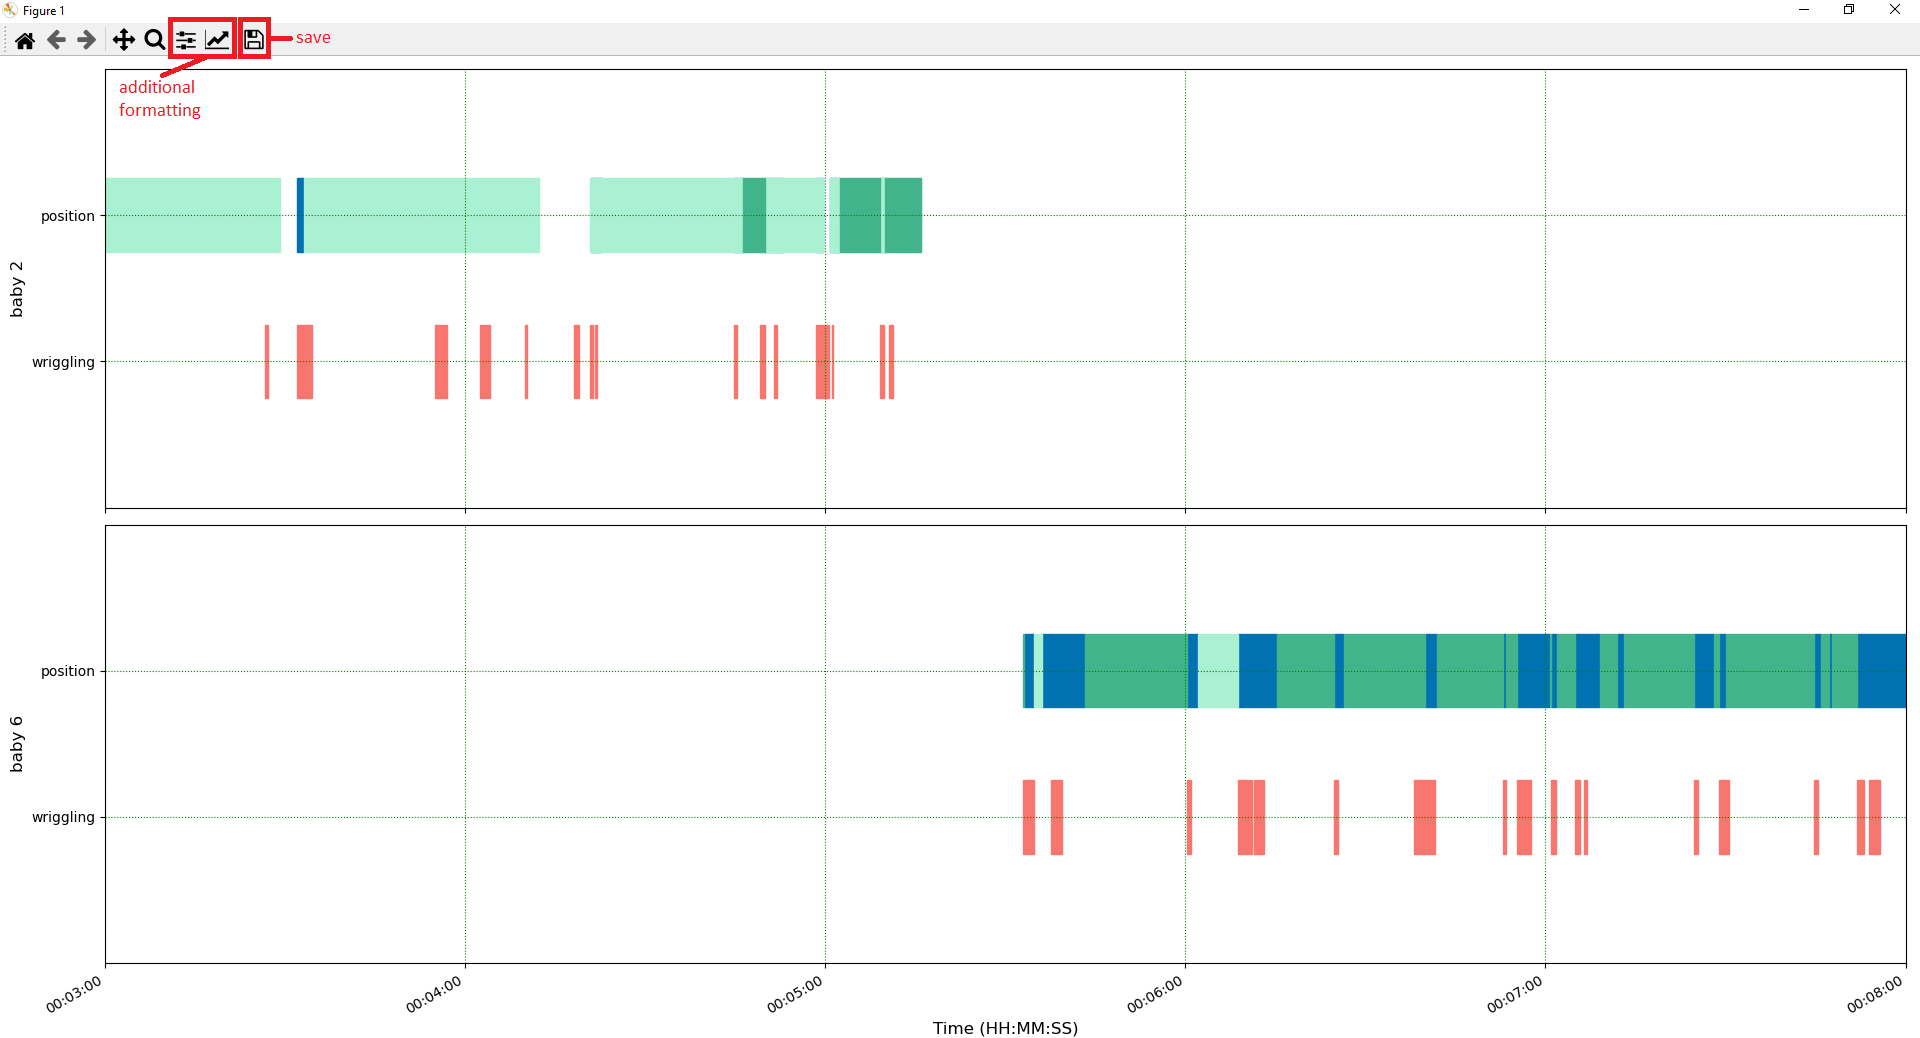 Figure 1
save
additional
formatting
position
baby 2
wriggling
position
baby 6
wriggling
00:03:00
00:04:00
00:05:00
00:06:00
00:07:00
00:08:00
Time (HH:MM:SS)